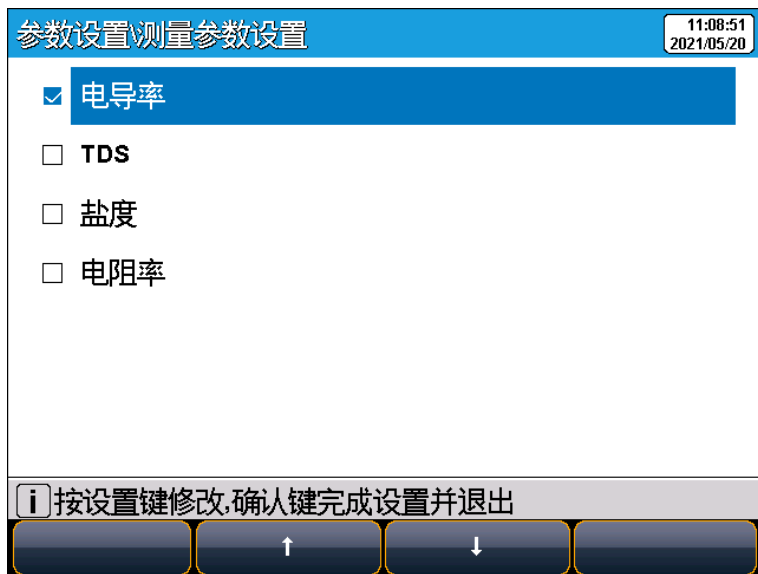 参数设置\测量参数设置
11:08:51
2021/05/20
电导率
TDS
盐度
电阻率
i 按设置键修改,确认键完成设置并退出
↑ ↓